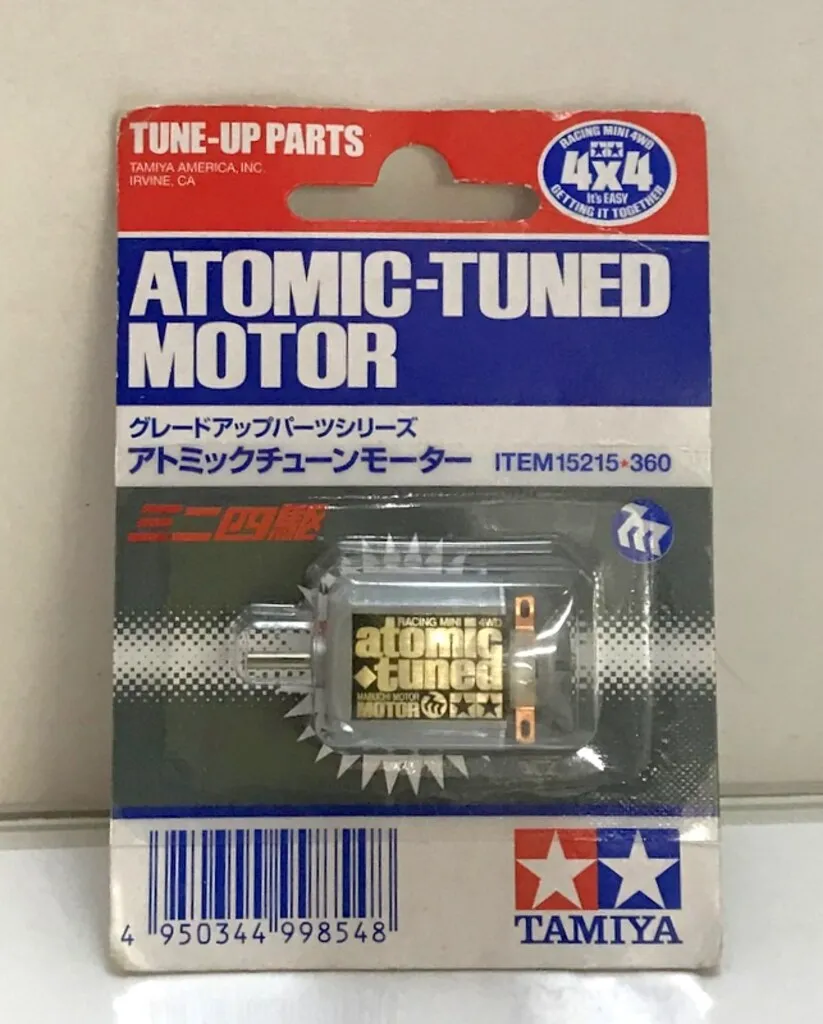 TUNE-UP PARTS
TAMIYA AMERICA, INC.
IRVINE, CA
RACING MINI 4WD
4x4
It's EASY
GETTING IT TOGETHER
ATOMIC-TUNED
MOTOR
グレードアップパーツシリーズ
アトミックチューンモーター ITEM 15215★360
ミニ四駆
RACING MINI 4WD
atomic
tuned
MABUCHI MOTOR
MOTOR
4 950344 998548
TAMIYA